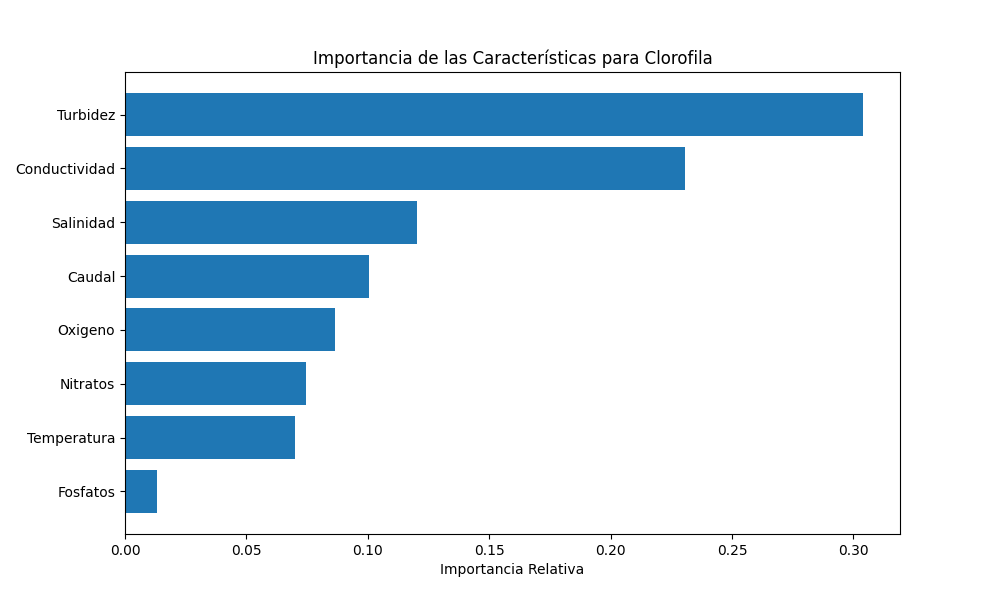 Importancia de las Características para Clorofila
Turbidez
Conductividad
Salinidad
Caudal
Oxigeno
Nitratos
Temperatura
Fosfatos
0.00 0.05 0.10 0.15 0.20 0.25 0.30
Importancia Relativa